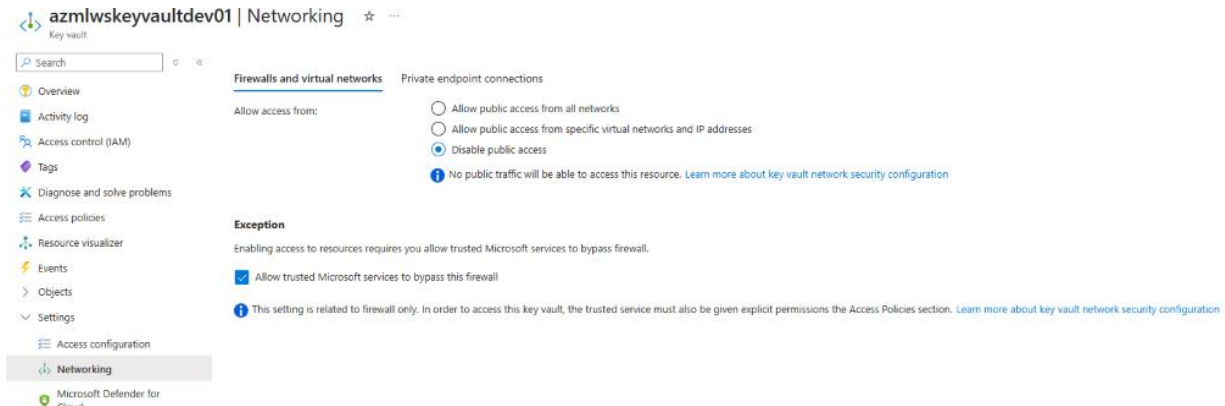 azmlwskeyvaultdev01 | Networking
Key vault
Search
Overview
Activity log
Access control (IAM)
Tags
Diagnose and solve problems
Access policies
Resource visualizer
Events
Objects
Settings
Access configuration
Networking
Microsoft Defender for
Cloud
Firewalls and virtual networks Private endpoint connections
Allow access from:
Allow public access from all networks
Allow public access from specific virtual networks and IP addresses
Disable public access
No public traffic will be able to access this resource. Learn more about key vault network security configuration
Exception
Enabling access to resources requires you allow trusted Microsoft services to bypass firewall.
Allow trusted Microsoft services to bypass this firewall
This setting is related to firewall only. In order to access this key vault, the trusted service must also be given explicit permissions the Access Policies section. Learn more about key vault network security configuration